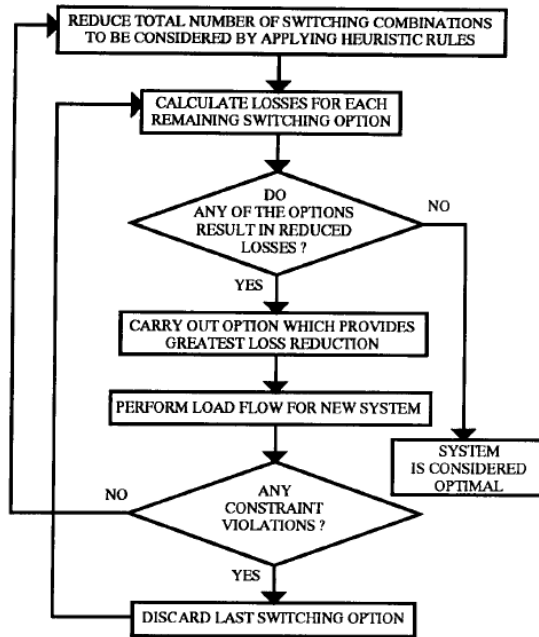 REDUCE TOTAL NUMBER OF SWITCHING COMBINATIONS
TO BE CONSIDERED BY APPLYING HEURISTIC RULES
CALCULATE LOSSES FOR EACH
REMAINING SWITCHING OPTION
DO
ANY OF THE OPTIONS
RESULT IN REDUCED
LOSSES ?
NO
YES
CARRY OUT OPTION WHICH PROVIDES
GREATEST LOSS REDUCTION
PERFORM LOAD FLOW FOR NEW SYSTEM
SYSTEM
IS CONSIDERED
OPTIMAL
NO
ANY
CONSTRAINT
VIOLATIONS ?
YES
DISCARD LAST SWITCHING OPTION